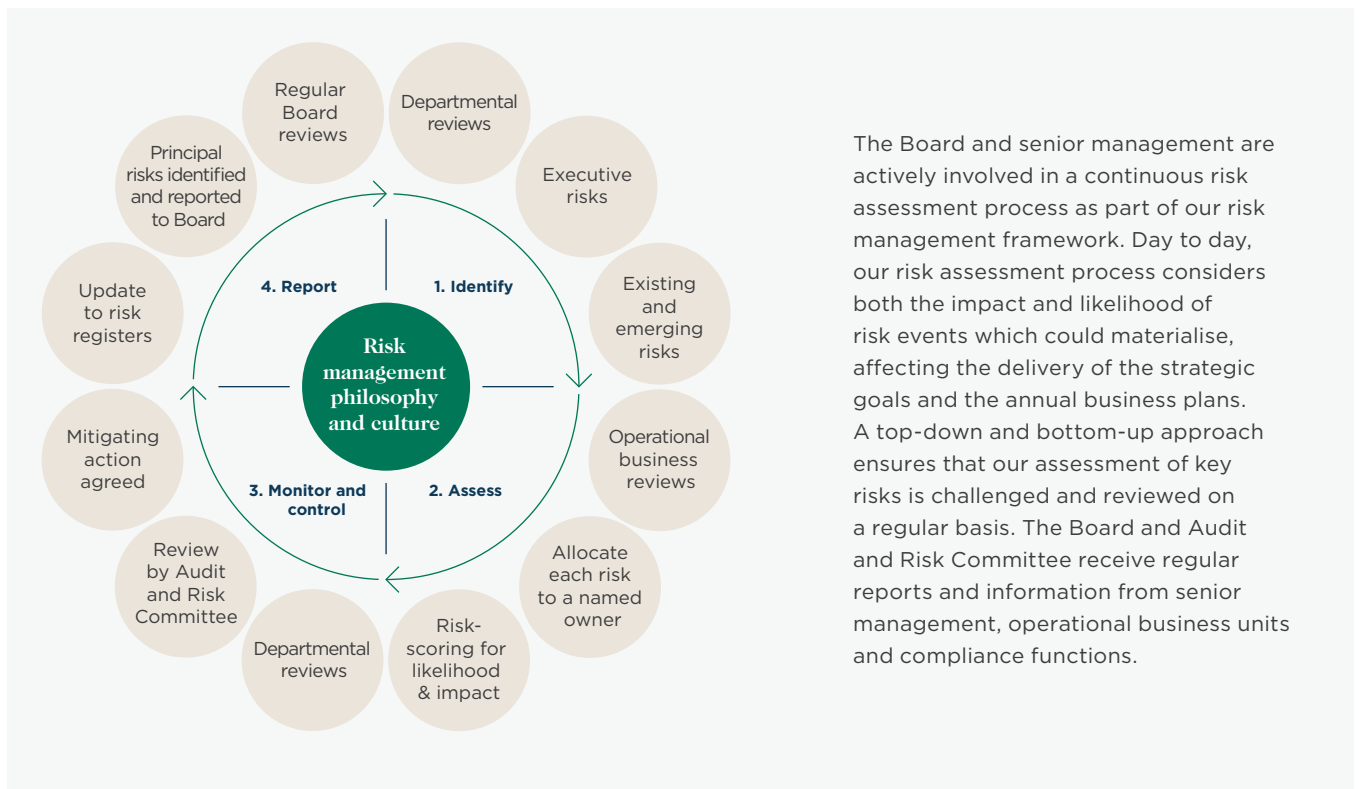 Regular
Board
reviews
Departmental
reviews
Executive
risks
Existing
and
emerging
risks
Operational
business
reviews
Allocate
each risk
to a named
owner
Risk-
scoring for
likelihood
& impact
Departmental
reviews
Review
by Audit
and Risk
Committee
Mitigating
action
agreed
Update
to risk
registers
Principal
risks identified
and reported
to Board
4. Report
1. Identify
Risk
management
philosophy
and culture
3. Monitor and
control
2. Assess
The Board and senior management are
actively involved in a continuous risk
assessment process as part of our risk
management framework. Day to day,
our risk assessment process considers
both the impact and likelihood of
risk events which could materialise,
affecting the delivery of the strategic
goals and the annual business plans.
A top-down and bottom-up approach
ensures that our assessment of key
risks is challenged and reviewed on
a regular basis. The Board and Audit
and Risk Committee receive regular
reports and information from senior
management, operational business units
and compliance functions.